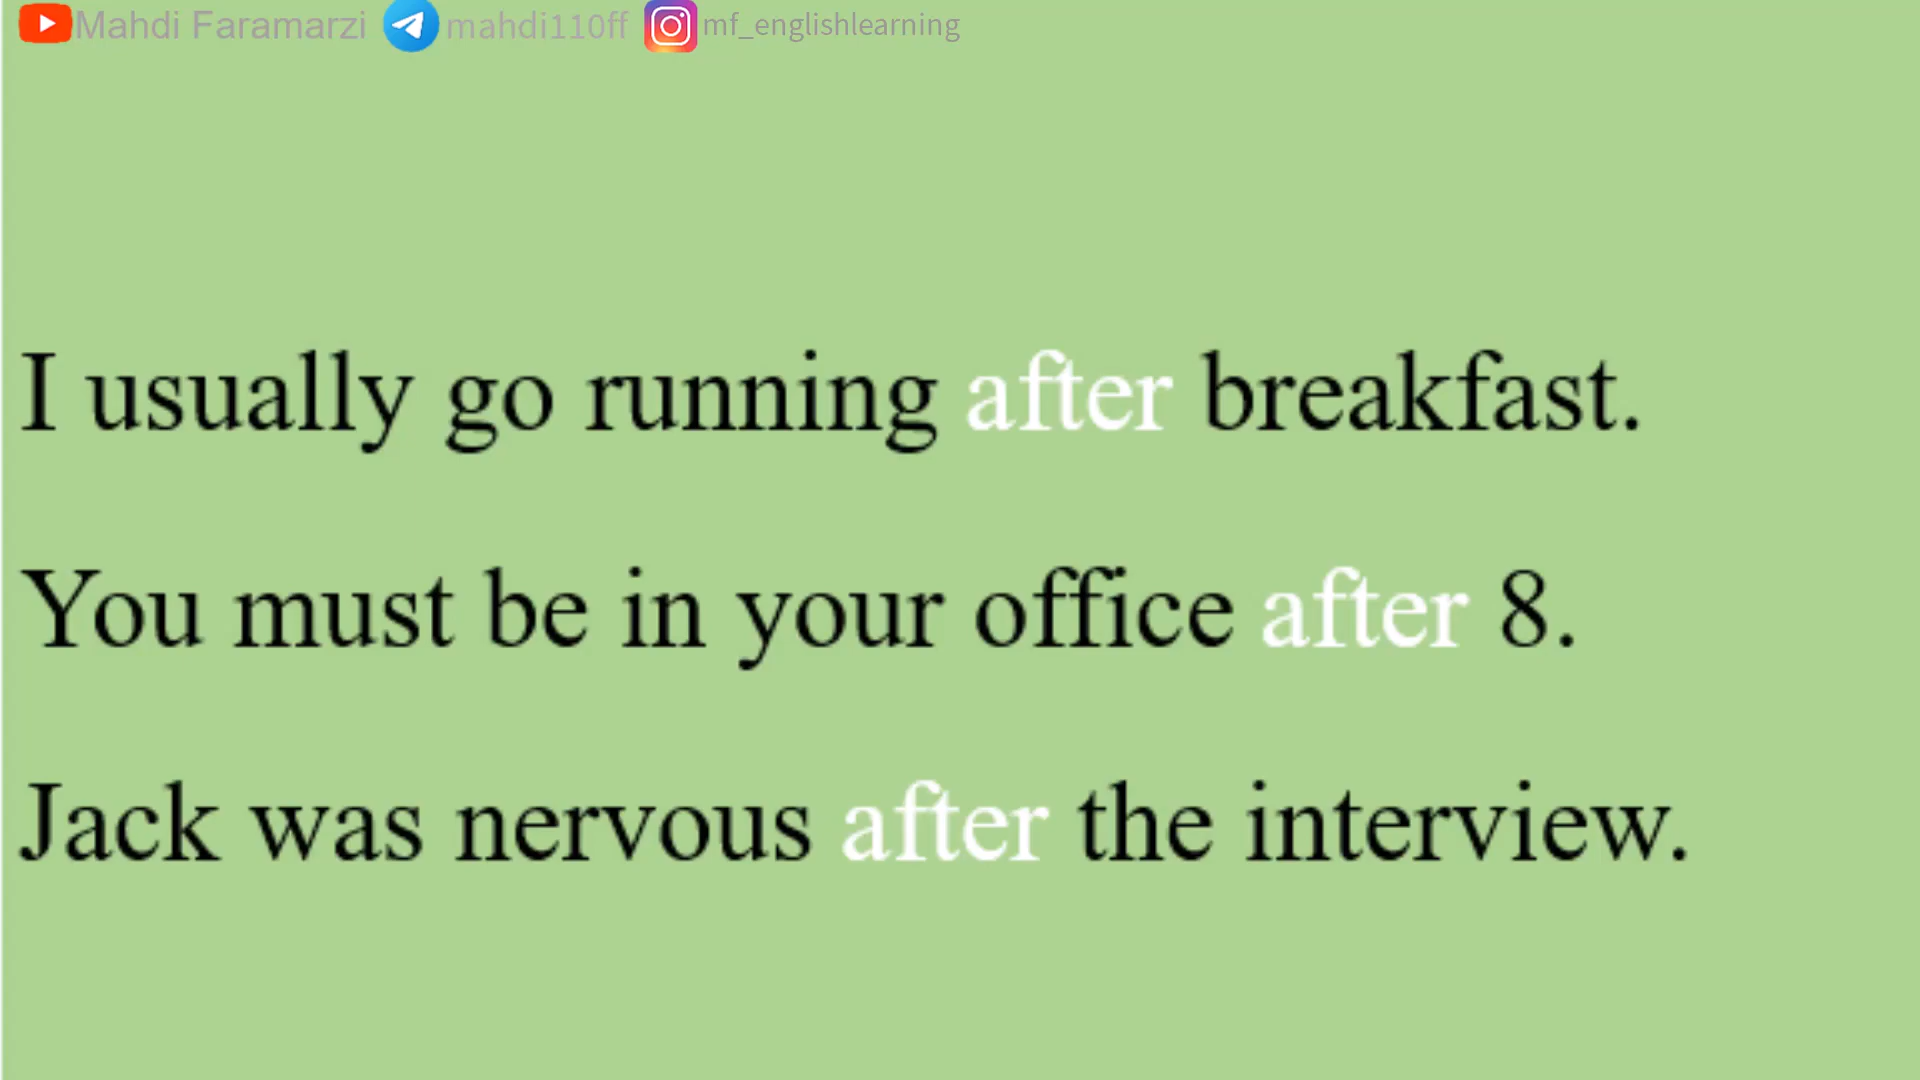 Mahdi Faramarzi mahdi110ff mf_englishlearning
I usually go running after breakfast.
You must be in your office after 8.
Jack was nervous after the interview.